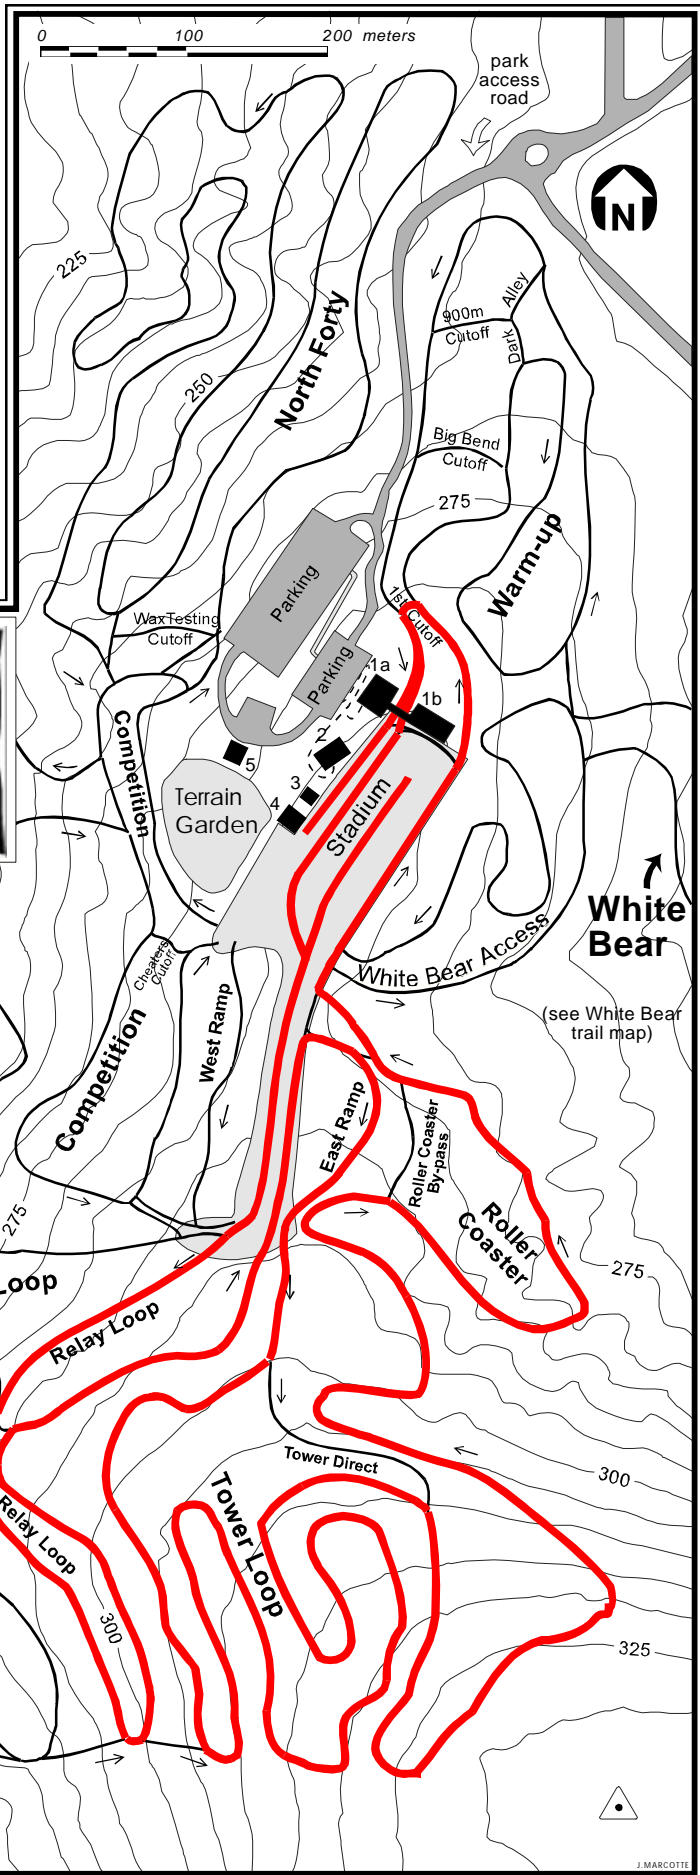 0 100 200 meters
park
access
road
N
225
900m
Cutoff
Dark Alley
North Forty
250
Big Bend
Cutoff
275
Warm-up
Parking
1st Cutoff
WaxTesting
Cutoff
Parking
1a
1b
2
5
3
4
Competition
Terrain
Garden
Stadium
White
Bear
White Bear Access
Cheaters
Cutoff
(see White Bear
trail map)
West Ramp
Competition
East Ramp
Roller Coaster
By-pass
Roller
Coaster
275
275
Loop
Relay Loop
Tower Direct
300
Tower Loop
Relay Loop
300
325
J.MARCOTTE